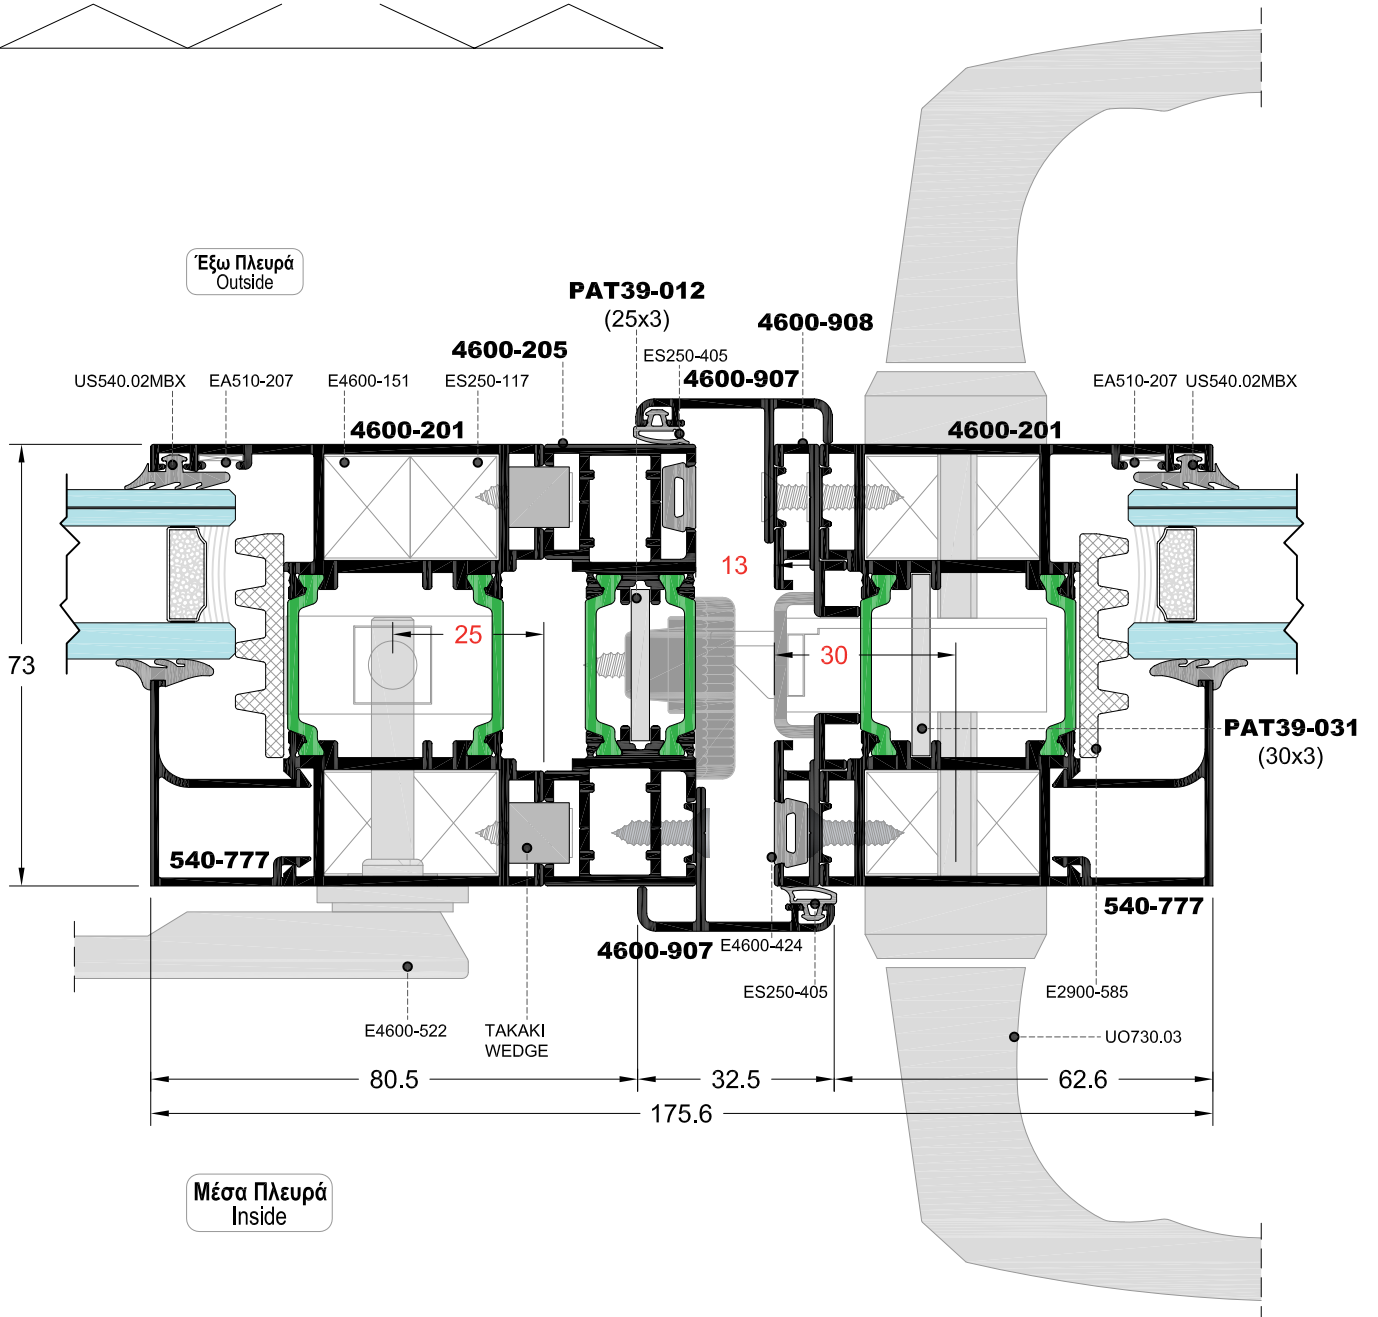 Έξω Πλευρά
Outside
PAT39-012
(25x3)
4600-908
4600-205
ES250-405
US540.02MBX
EA510-207
E4600-151
ES250-117
4600-907
EA510-207
US540.02MBX
4600-201
4600-201
13
25
30
73
PAT39-031
(30x3)
540-777
540-777
4600-907
E4600-424
ES250-405
E2900-585
E4600-522
TAKAKI
WEDGE
UO730.03
80.5
32.5
62.6
175.6
Μέσα Πλευρά
Inside